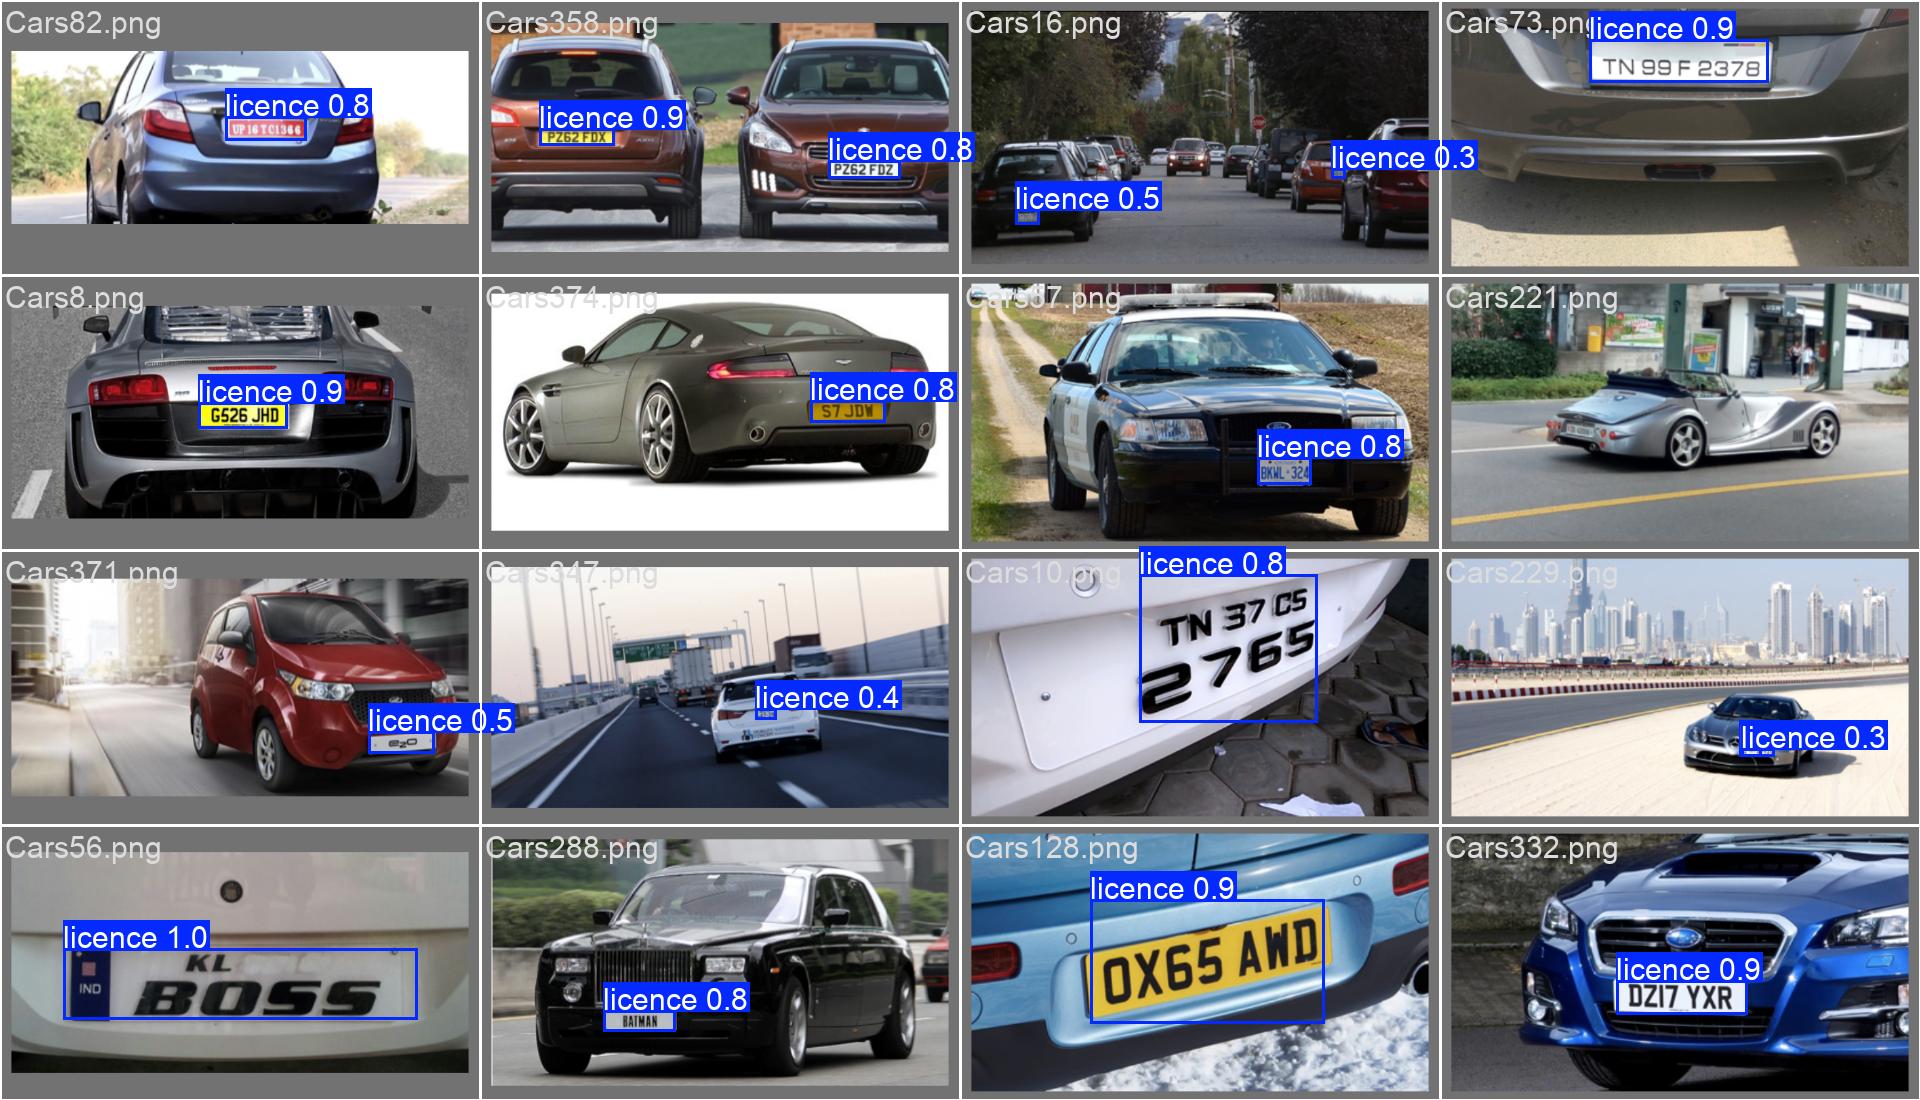 Cars82.png
licence 0.8
UP16TC1366
Cars358.png
licence 0.9
PZ62 FDX
licence 0.8
PZ62 FDZ
Cars16.png
licence 0.5
licence 0.3
Cars73.png
licence 0.9
TN 99 F 2378
Cars8.png
licence 0.9
G526 JHD
Cars374.png
licence 0.8
S7 JDW
licence 0.8
BKWL·324
Cars221.png
Cars371.png
licence 0.5
e2o
Cars347.png
licence 0.4
Cars10.png
licence 0.8
TN 37 CS
2765
Cars229.png
licence 0.3
Cars56.png
licence 1.0
IND
KL
BOSS
Cars288.png
licence 0.8
BATMAN
Cars128.png
licence 0.9
OX65 AWD
Cars332.png
licence 0.9
DZ17 YXR